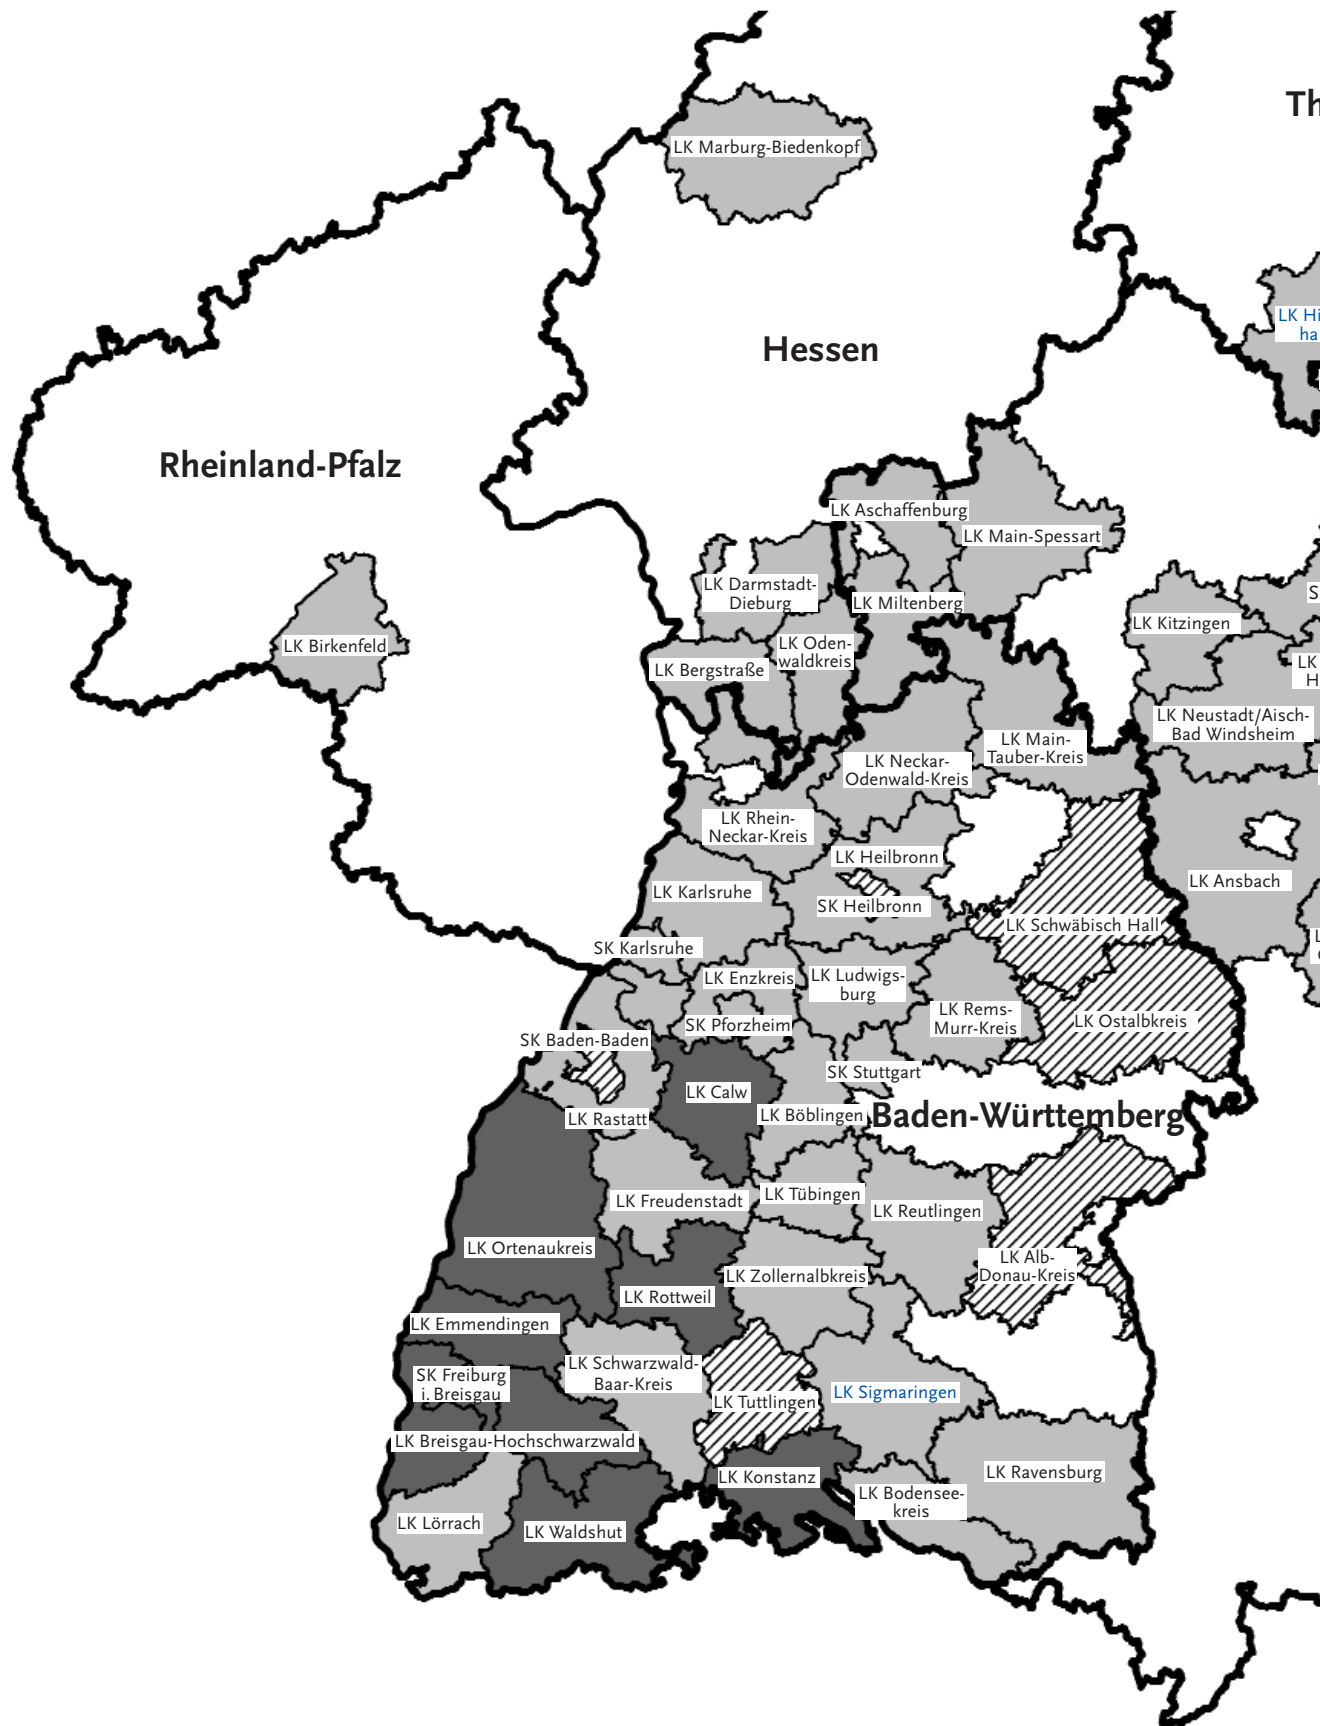 Th
LK Marburg-Biedenkopf
LK Hi
ha
Hessen
Rheinland-Pfalz
LK Aschaffenburg
LK Main-Spessart
LK Darmstadt-
Dieburg
LK Miltenberg
S
LK Kitzingen
LK Birkenfeld
LK Oden-
waldkreis
LK Bergstraße
LK
H
LK Neustadt/Aisch-
Bad Windsheim
LK Main-
Tauber-Kreis
LK Neckar-
Odenwald-Kreis
LK Rhein-
Neckar-Kreis
LK Heilbronn
LK Ansbach
LK Karlsruhe
SK Heilbronn
LK Schwäbisch Hall
SK Karlsruhe
LK Enzkreis
LK Ludwigs-
burg
LK Rems-
Murr-Kreis
LK Ostalbkreis
SK Pforzheim
SK Baden-Baden
SK Stuttgart
LK Calw
LK Rastatt
LK Böblingen
Baden-Württemberg
LK Freudenstadt
LK Tübingen
LK Reutlingen
LK Ortenaukreis
LK Alb-
Donau-Kreis
LK Zollernalbkreis
LK Rottweil
LK Emmendingen
LK Schwarzwald-
Baar-Kreis
SK Freiburg
i. Breisgau
LK Tuttlingen
LK Sigmaringen
LK Breisgau-Hochschwarzwald
LK Konstanz
LK Ravensburg
LK Bodensee-
kreis
LK Lörrach
LK Waldshut